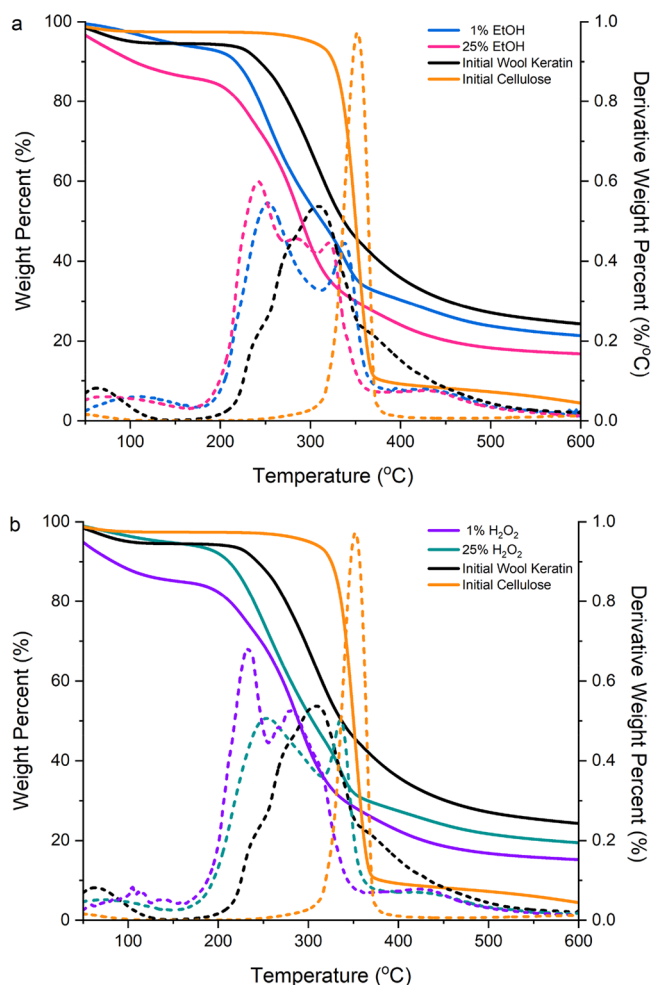 a
1% EtOH
25% EtOH
Initial Wool Keratin
Initial Cellulose
100
80
60
40
20
0
Weight Percent (%)
1.0
0.8
0.6
0.4
0.2
0.0
Derivative Weight Percent (%/°C)
100
200
300
400
500
600
Temperature (°C)
b
1% H₂O₂
25% H₂O₂
Initial Wool Keratin
Initial Cellulose
100
80
60
40
20
0
Weight Percent (%)
1.0
0.8
0.6
0.4
0.2
0.0
Derivative Weight Percent (%)
100
200
300
400
500
600
Temperature (°C)